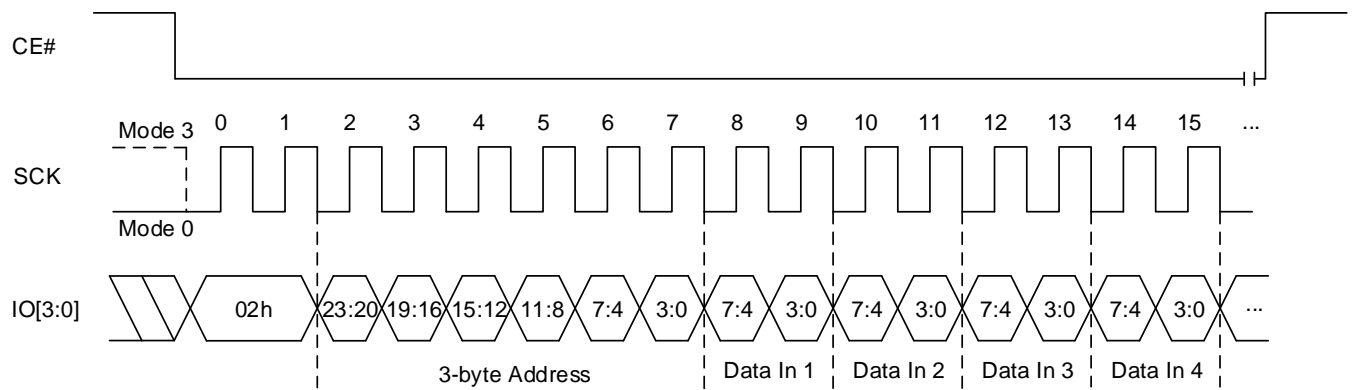 CE#
Mode 3 0 1 2 3 4 5 6 7 8 9 10 11 12 13 14 15 ...
SCK
Mode 0
IO[3:0] 02h 23:20 19:16 15:12 11:8 7:4 3:0 7:4 3:0 7:4 3:0 7:4 3:0 7:4 3:0 ...
3-byte Address Data In 1 Data In 2 Data In 3 Data In 4